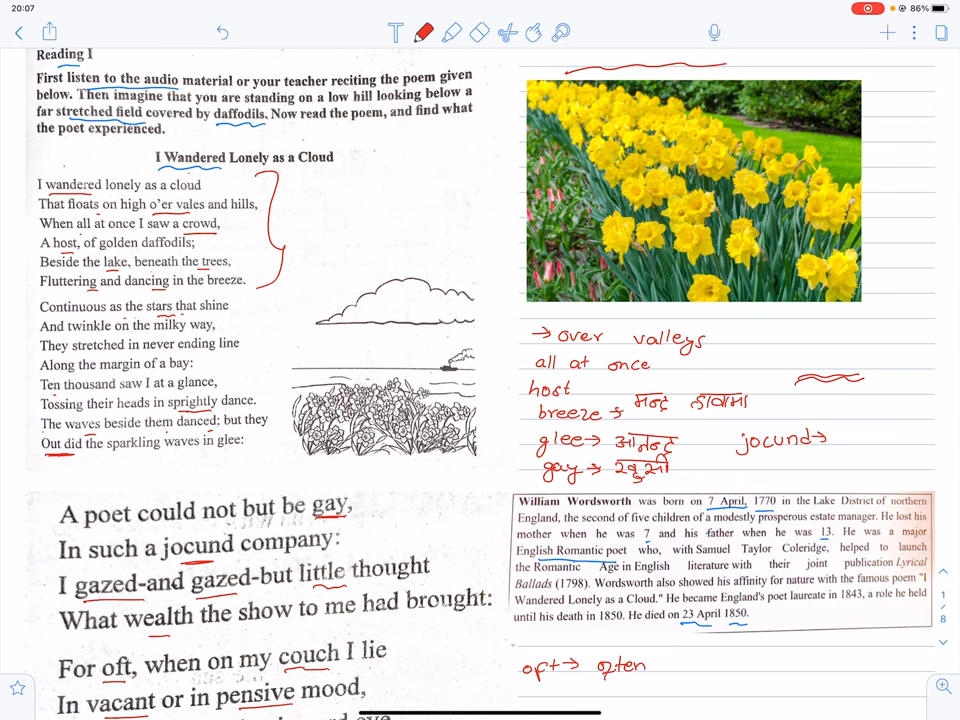 20:07
86%
Reading I
First listen to the audio material or your teacher reciting the poem given
below. Then imagine that you are standing on a low hill looking below a
far stretched field covered by daffodils. Now read the poem, and find what
the poet experienced.
I Wandered Lonely as a Cloud
I wandered lonely as a cloud
That floats on high o'er vales and hills,
When all at once I saw a crowd,
A host, of golden daffodils;
Beside the lake, beneath the trees,
Fluttering and dancing in the breeze.
Continuous as the stars that shine
And twinkle on the milky way,
They stretched in never ending line
Along the margin of a bay:
Ten thousand saw I at a glance,
Tossing their heads in sprightly dance.
The waves beside them danced; but they
Out did the sparkling waves in glee:
A poet could not but be gay,
In such a jocund company:
I gazed-and gazed-but little thought
What wealth the show to me had brought:
For oft, when on my couch I lie
In vacant or in pensive mood,
→ over valleys
all at once
host
breeze → मन्द हावामा
glee → आनन्द jocund →
gay → खुसी
William Wordsworth was born on 7 April, 1770 in the Lake District of northern
England, the second of five children of a modestly prosperous estate manager. He lost his
mother when he was 7 and his father when he was 13. He was a major
English Romantic poet who, with Samuel Taylor Coleridge, helped to launch
the Romantic Age in English literature with their joint publication Lyrical
Ballads (1798). Wordsworth also showed his affinity for nature with the famous poem "I
Wandered Lonely as a Cloud." He became England's poet laureate in 1843, a role he held
until his death in 1850. He died on 23 April 1850.
oft → often
1
/
8